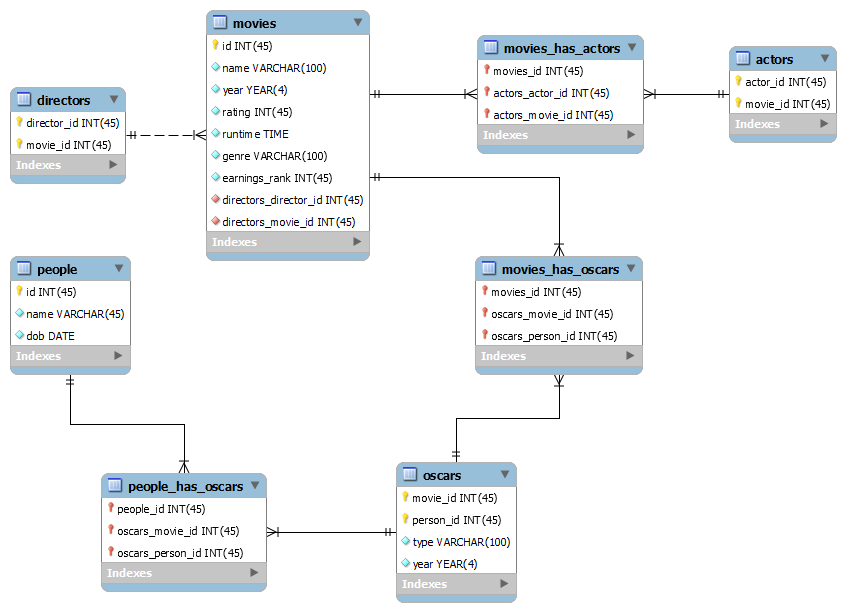 movies
id INT(45)
name VARCHAR(100)
year YEAR(4)
rating INT(45)
runtime TIME
genre VARCHAR(100)
earnings_rank INT(45)
directors_director_id INT(45)
directors_movie_id INT(45)
Indexes
movies_has_actors
movies_id INT(45)
actors_actor_id INT(45)
actors_movie_id INT(45)
Indexes
actors
actor_id INT(45)
movie_id INT(45)
Indexes
directors
director_id INT(45)
movie_id INT(45)
Indexes
people
id INT(45)
name VARCHAR(45)
dob DATE
Indexes
movies_has_oscars
movies_id INT(45)
oscars_movie_id INT(45)
oscars_person_id INT(45)
Indexes
people_has_oscars
people_id INT(45)
oscars_movie_id INT(45)
oscars_person_id INT(45)
Indexes
oscars
movie_id INT(45)
person_id INT(45)
type VARCHAR(100)
year YEAR(4)
Indexes